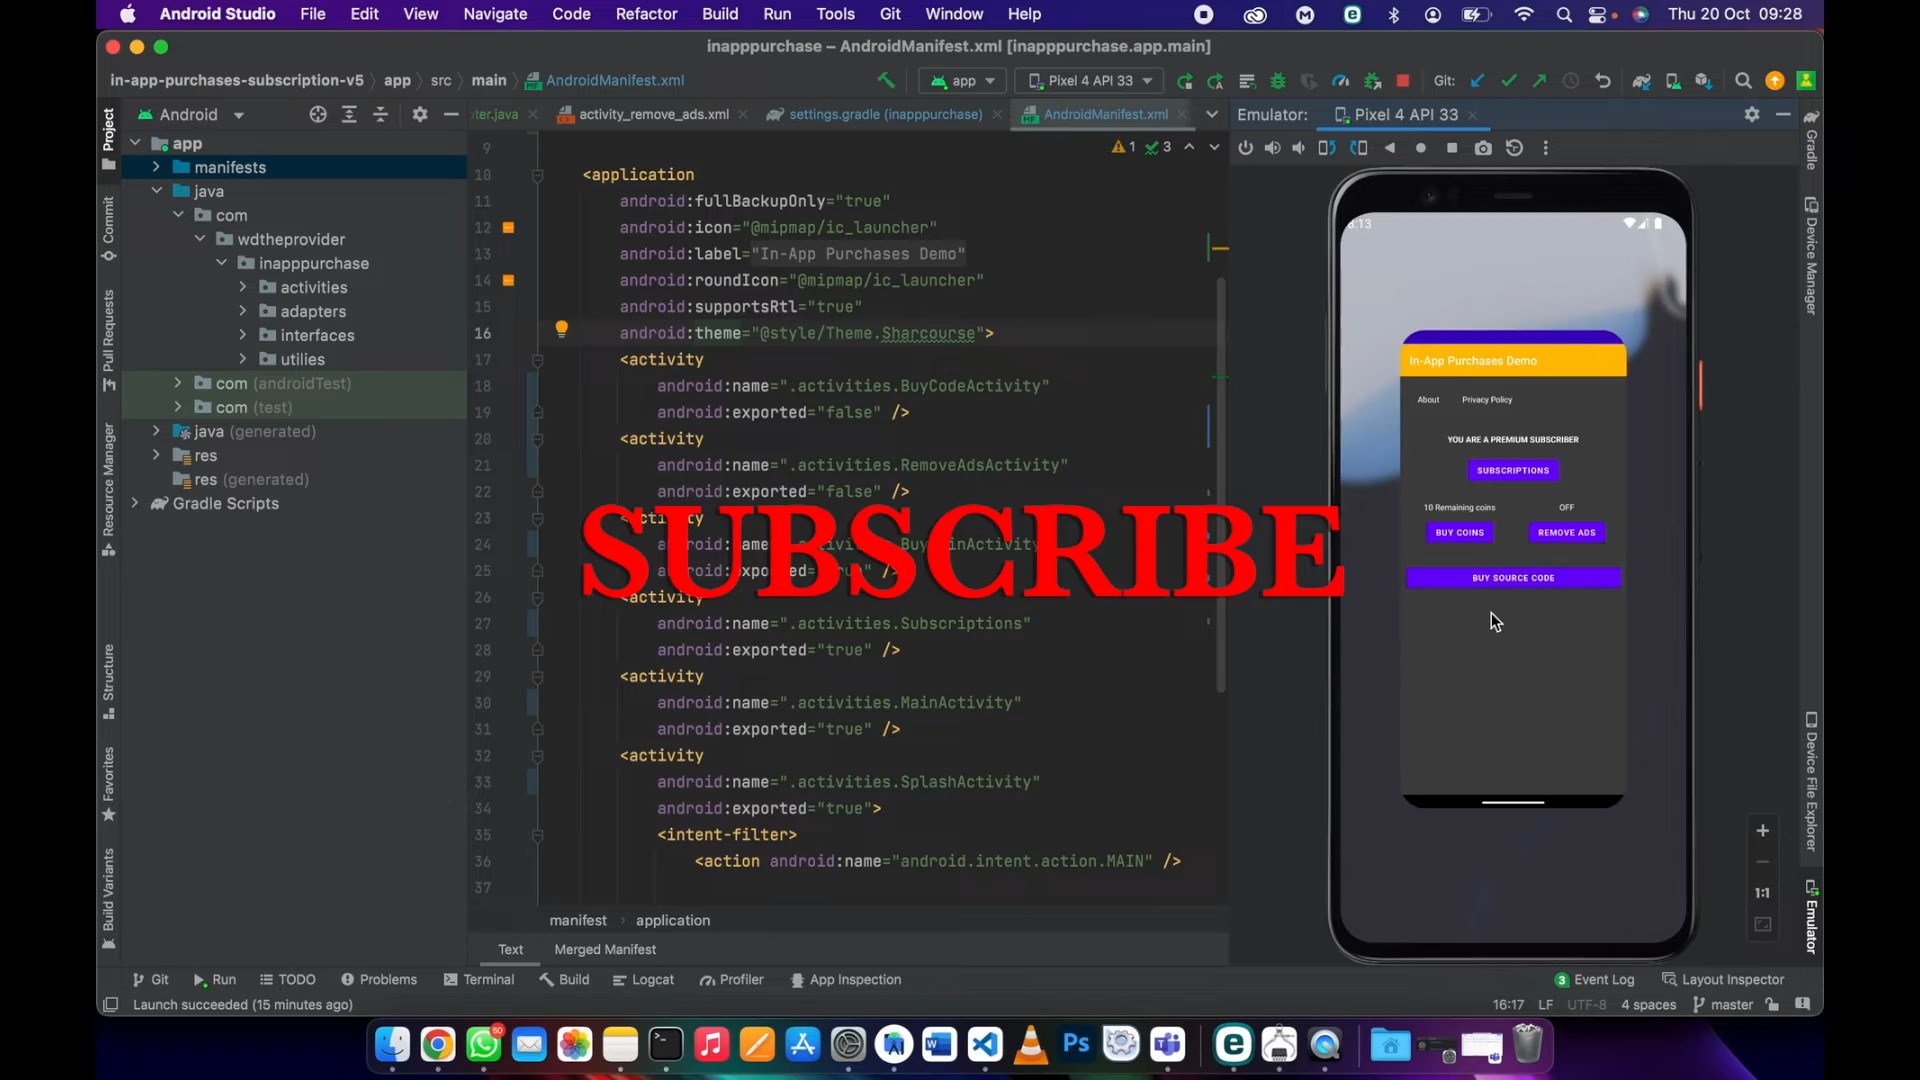 Android Studio File Edit View Navigate Code Refactor Build Run Tools Git Window Help Thu 20 Oct 09:28
inapppurchase – AndroidManifest.xml [inapppurchase.app.main]
in-app-purchases-subscription-v5 app src main AndroidManifest.xml app Pixel 4 API 33 Git:
Project
Android
ter.java activity_remove_ads.xml settings.gradle (inapppurchase) AndroidManifest.xml
Emulator: Pixel 4 API 33
app
manifests
java
com
wdtheprovider
inapppurchase
activities
adapters
interfaces
utilies
com (androidTest)
com (test)
java (generated)
res
res (generated)
Gradle Scripts
Commit
Pull Requests
Resource Manager
Structure
Favorites
Build Variants
1 3
9
10 <application
11 android:fullBackupOnly="true"
12 android:icon="@mipmap/ic_launcher"
13 android:label="In-App Purchases Demo"
14 android:roundIcon="@mipmap/ic_launcher"
15 android:supportsRtl="true"
16 android:theme="@style/Theme.Sharcourse">
17 <activity
18 android:name=".activities.BuyCodeActivity"
19 android:exported="false" />
20 <activity
21 android:name=".activities.RemoveAdsActivity"
22 android:exported="false" />
23
24
25
26 <activity
27 android:name=".activities.Subscriptions"
28 android:exported="true" />
29 <activity
30 android:name=".activities.MainActivity"
31 android:exported="true" />
32 <activity
33 android:name=".activities.SplashActivity"
34 android:exported="true">
35 <intent-filter>
36 <action android:name="android.intent.action.MAIN" />
37
SUBSCRIBE
manifest application
Text Merged Manifest
In-App Purchases Demo
About Privacy Policy
YOU ARE A PREMIUM SUBSCRIBER
SUBSCRIPTIONS
10 Remaining coins OFF
BUY COINS REMOVE ADS
BUY SOURCE CODE
1:1
Gradle
Device Manager
Device File Explorer
Emulator
Git Run TODO Problems Terminal Build Logcat Profiler App Inspection 3 Event Log Layout Inspector
Launch succeeded (15 minutes ago) 16:17 LF UTF-8 4 spaces master
50